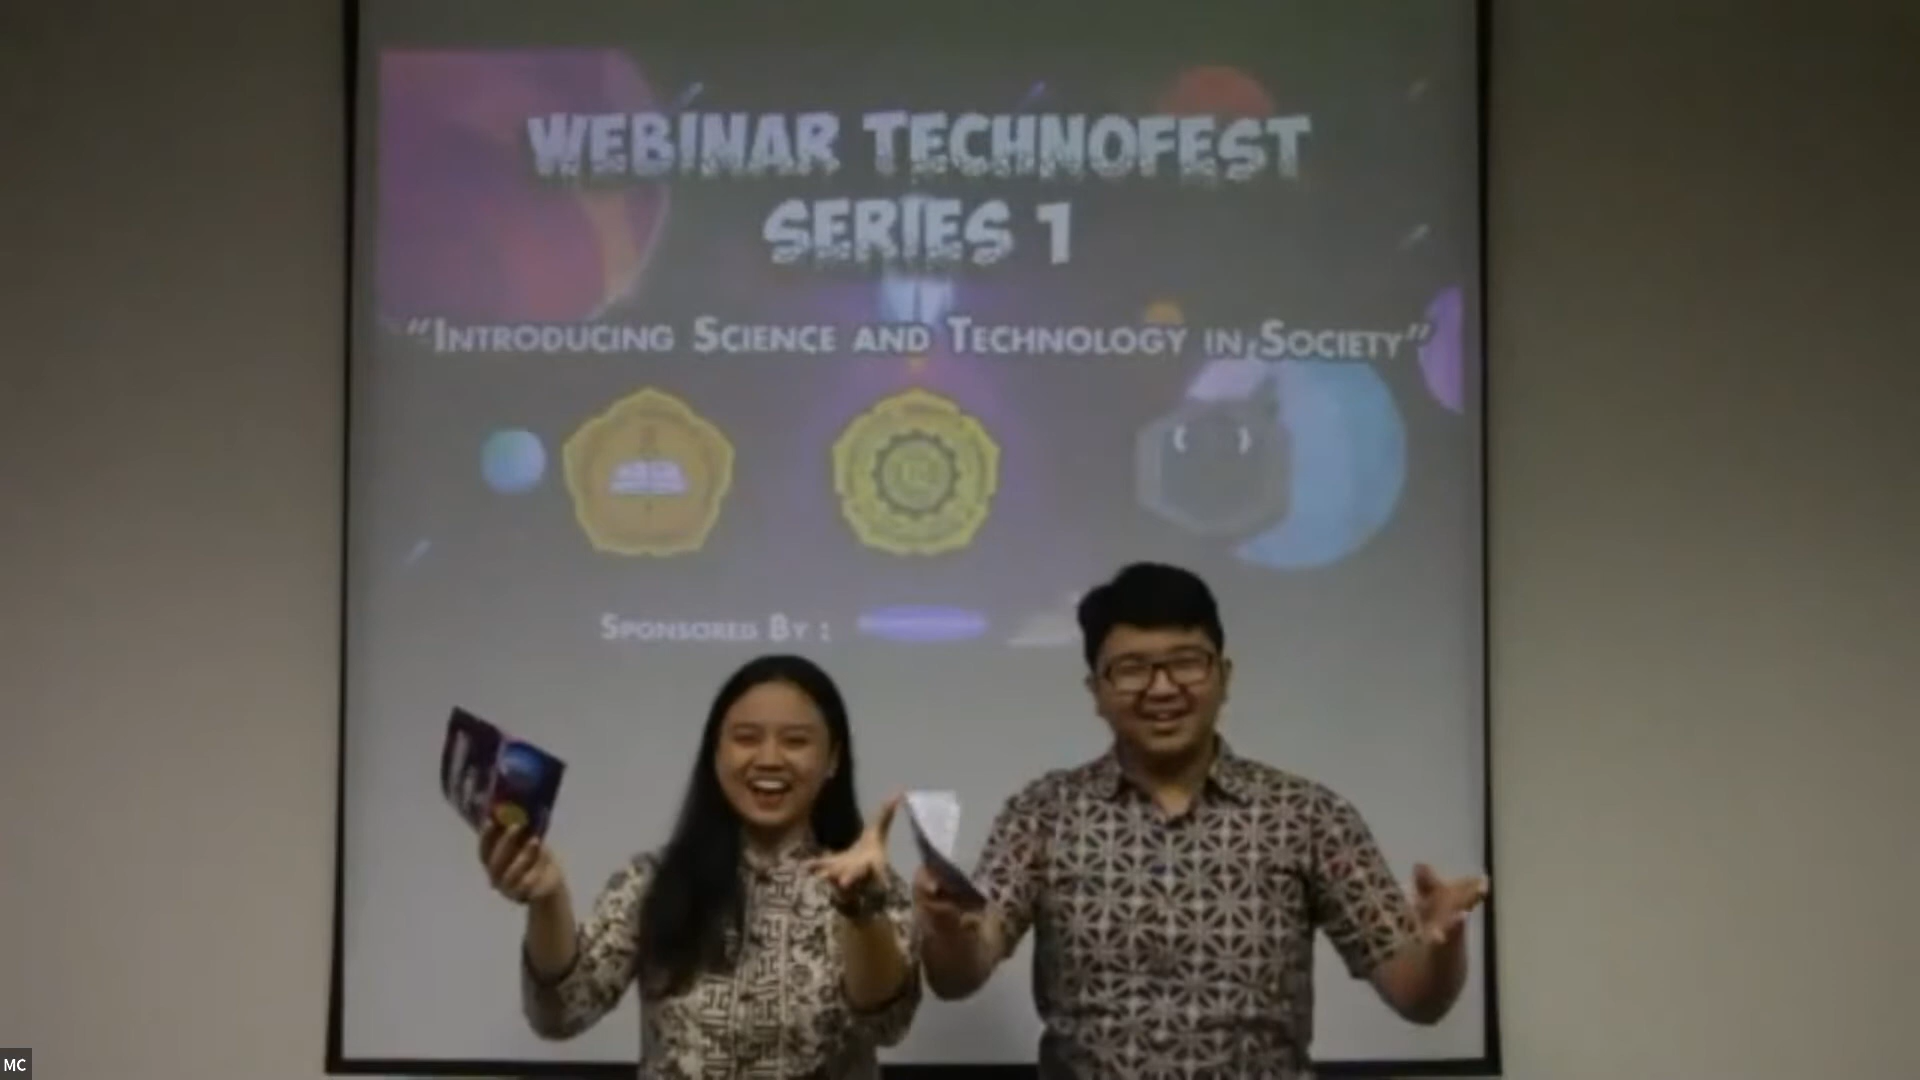 WEBINAR TECHNOFEST
SERIES 1
"INTRODUCING SCIENCE AND TECHNOLOGY IN SOCIETY"
SPONSORED BY :
MC